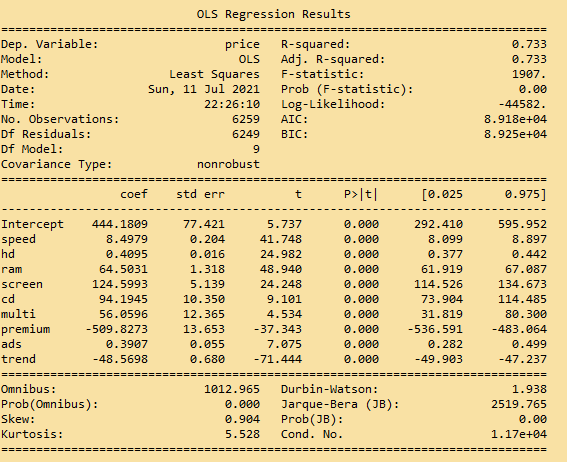 OLS Regression Results
==============================================================================
Dep. Variable:                  price   R-squared:                       0.733
Model:                            OLS   Adj. R-squared:                  0.733
Method:                 Least Squares   F-statistic:                     1907.
Date:                Sun, 11 Jul 2021   Prob (F-statistic):               0.00
Time:                        22:26:10   Log-Likelihood:                -44582.
No. Observations:                6259   AIC:                         8.918e+04
Df Residuals:                    6249   BIC:                         8.925e+04
Df Model:                           9
Covariance Type:            nonrobust
==============================================================================
                 coef    std err          t      P>|t|      [0.025      0.975]
------------------------------------------------------------------------------
Intercept    444.1809     77.421      5.737      0.000     292.410     595.952
speed          8.4979      0.204     41.748      0.000       8.099       8.897
hd             0.4095      0.016     24.982      0.000       0.377       0.442
ram           64.5031      1.318     48.940      0.000      61.919      67.087
screen       124.5993      5.139     24.248      0.000     114.526     134.673
cd            94.1945     10.350      9.101      0.000      73.904     114.485
multi         56.0596     12.365      4.534      0.000      31.819      80.300
premium     -509.8273     13.653    -37.343      0.000    -536.591    -483.064
ads            0.3907      0.055      7.075      0.000       0.282       0.499
trend        -48.5698      0.680    -71.444      0.000     -49.903     -47.237
==============================================================================
Omnibus:                     1012.965   Durbin-Watson:                   1.938
Prob(Omnibus):                  0.000   Jarque-Bera (JB):             2519.765
Skew:                           0.904   Prob(JB):                         0.00
Kurtosis:                       5.528   Cond. No.                     1.17e+04
==============================================================================